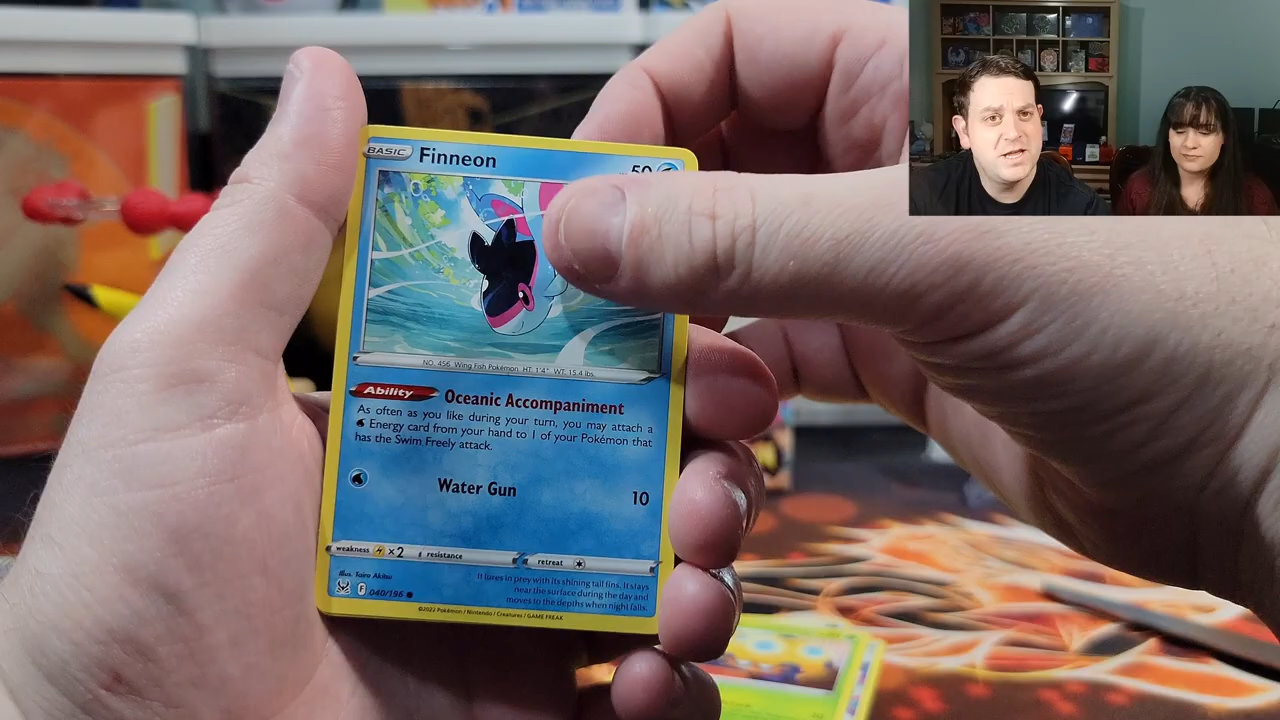 BASIC Finneon 50
NO. 456 Wing Fish Pokémon HT: 1'4" WT: 15.4 lbs.
Ability Oceanic Accompaniment
As often as you like during your turn, you may attach a
Energy card from your hand to 1 of your Pokémon that
has the Swim Freely attack.
Water Gun 10
weakness ×2 resistance retreat
Illus. Taira Akitsu
F 040/196
It lures in prey with its shining tail fins. It stays
near the surface during the day and
moves to the depths when night falls.
©2022 Pokémon / Nintendo / Creatures / GAME FREAK